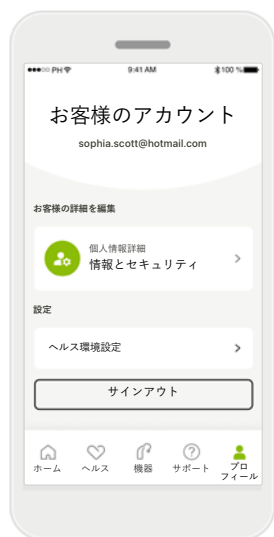 PH
9:41 AM
100 %
お客様のアカウント
sophia.scott@hotmail.com
お客様の詳細を編集
個人情報詳細
情報とセキュリティ
設定
ヘルス環境設定
サインアウト
ホーム
ヘルス
機器
サポート
プロ
フィール